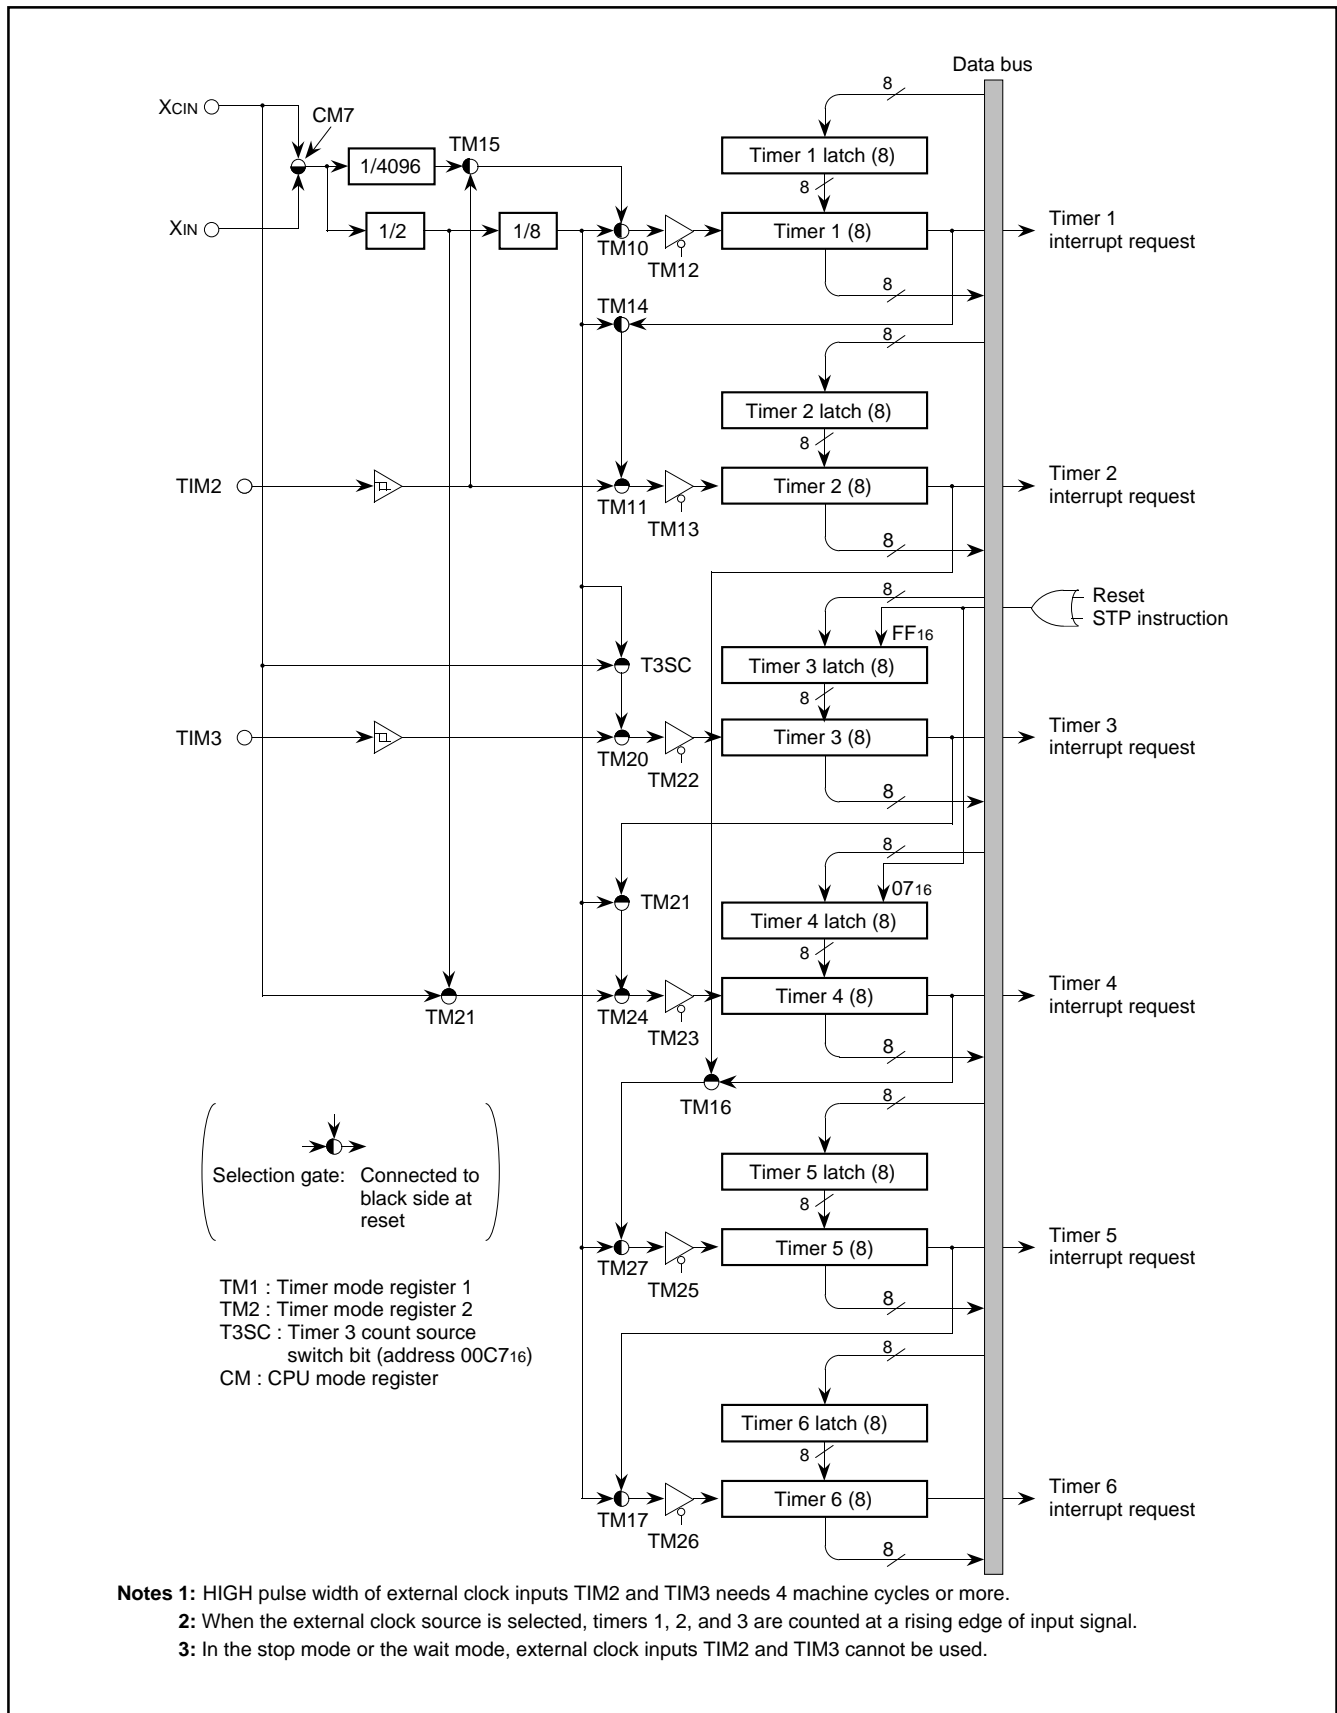 Data bus
XCIN
CM7
8
TM15
1/4096
Timer 1 latch (8)
8
XIN
1/2
1/8
TM10
TM12
Timer 1 (8)
Timer 1
interrupt request
8
TM14
8
Timer 2 latch (8)
8
TIM2
TM11
TM13
Timer 2 (8)
Timer 2
interrupt request
8
8
Reset
STP instruction
FF16
T3SC
Timer 3 latch (8)
8
TIM3
TM20
TM22
Timer 3 (8)
Timer 3
interrupt request
8
8
0716
TM21
Timer 4 latch (8)
8
TM21
TM24
TM23
Timer 4 (8)
Timer 4
interrupt request
8
TM16
8
Selection gate: Connected to
black side at
reset
Timer 5 latch (8)
8
TM27
TM25
Timer 5 (8)
Timer 5
interrupt request
8
TM1 : Timer mode register 1
TM2 : Timer mode register 2
T3SC : Timer 3 count source
switch bit (address 00C716)
CM : CPU mode register
8
Timer 6 latch (8)
8
TM17
TM26
Timer 6 (8)
Timer 6
interrupt request
8
Notes 1: HIGH pulse width of external clock inputs TIM2 and TIM3 needs 4 machine cycles or more.
2: When the external clock source is selected, timers 1, 2, and 3 are counted at a rising edge of input signal.
3: In the stop mode or the wait mode, external clock inputs TIM2 and TIM3 cannot be used.